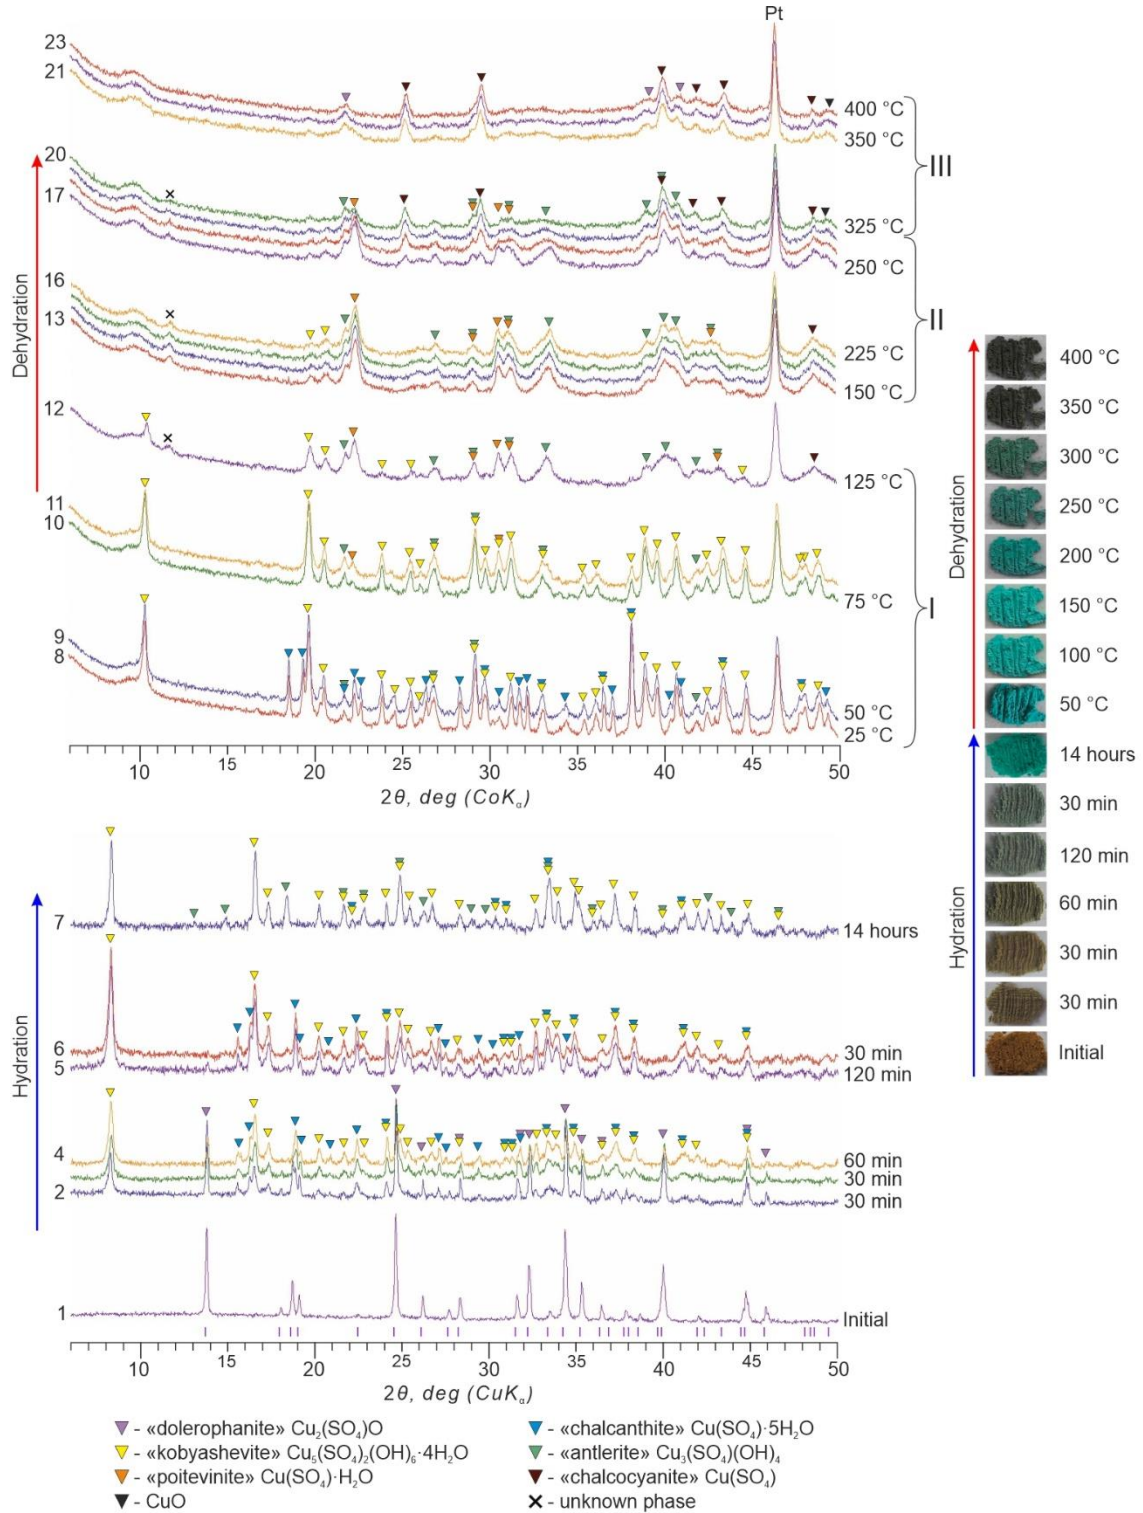 Pt
23
21
400 °C
350 °C
III
20
17
325 °C
250 °C
16
13
II
225 °C
150 °C
12
125 °C
11
10
75 °C
I
9
8
50 °C
25 °C
Dehydration
10 15 20 25 30 35 40 45 50
2θ, deg (CoKα)
7
14 hours
6
5
30 min
120 min
4
2
60 min
30 min
30 min
1
Initial
Hydration
10 15 20 25 30 35 40 45 50
2θ, deg (CuKα)
400 °C
350 °C
300 °C
250 °C
200 °C
150 °C
100 °C
50 °C
14 hours
30 min
120 min
60 min
30 min
30 min
Initial
Dehydration
Hydration
- «dolerophanite» Cu₂(SO₄)O
- «kobyashevite» Cu₅(SO₄)₂(OH)₆·4H₂O
- «poitevinite» Cu(SO₄)·H₂O
- CuO
- «chalcanthite» Cu(SO₄)·5H₂O
- «antlerite» Cu₃(SO₄)(OH)₄
- «chalcocyanite» Cu(SO₄)
- unknown phase